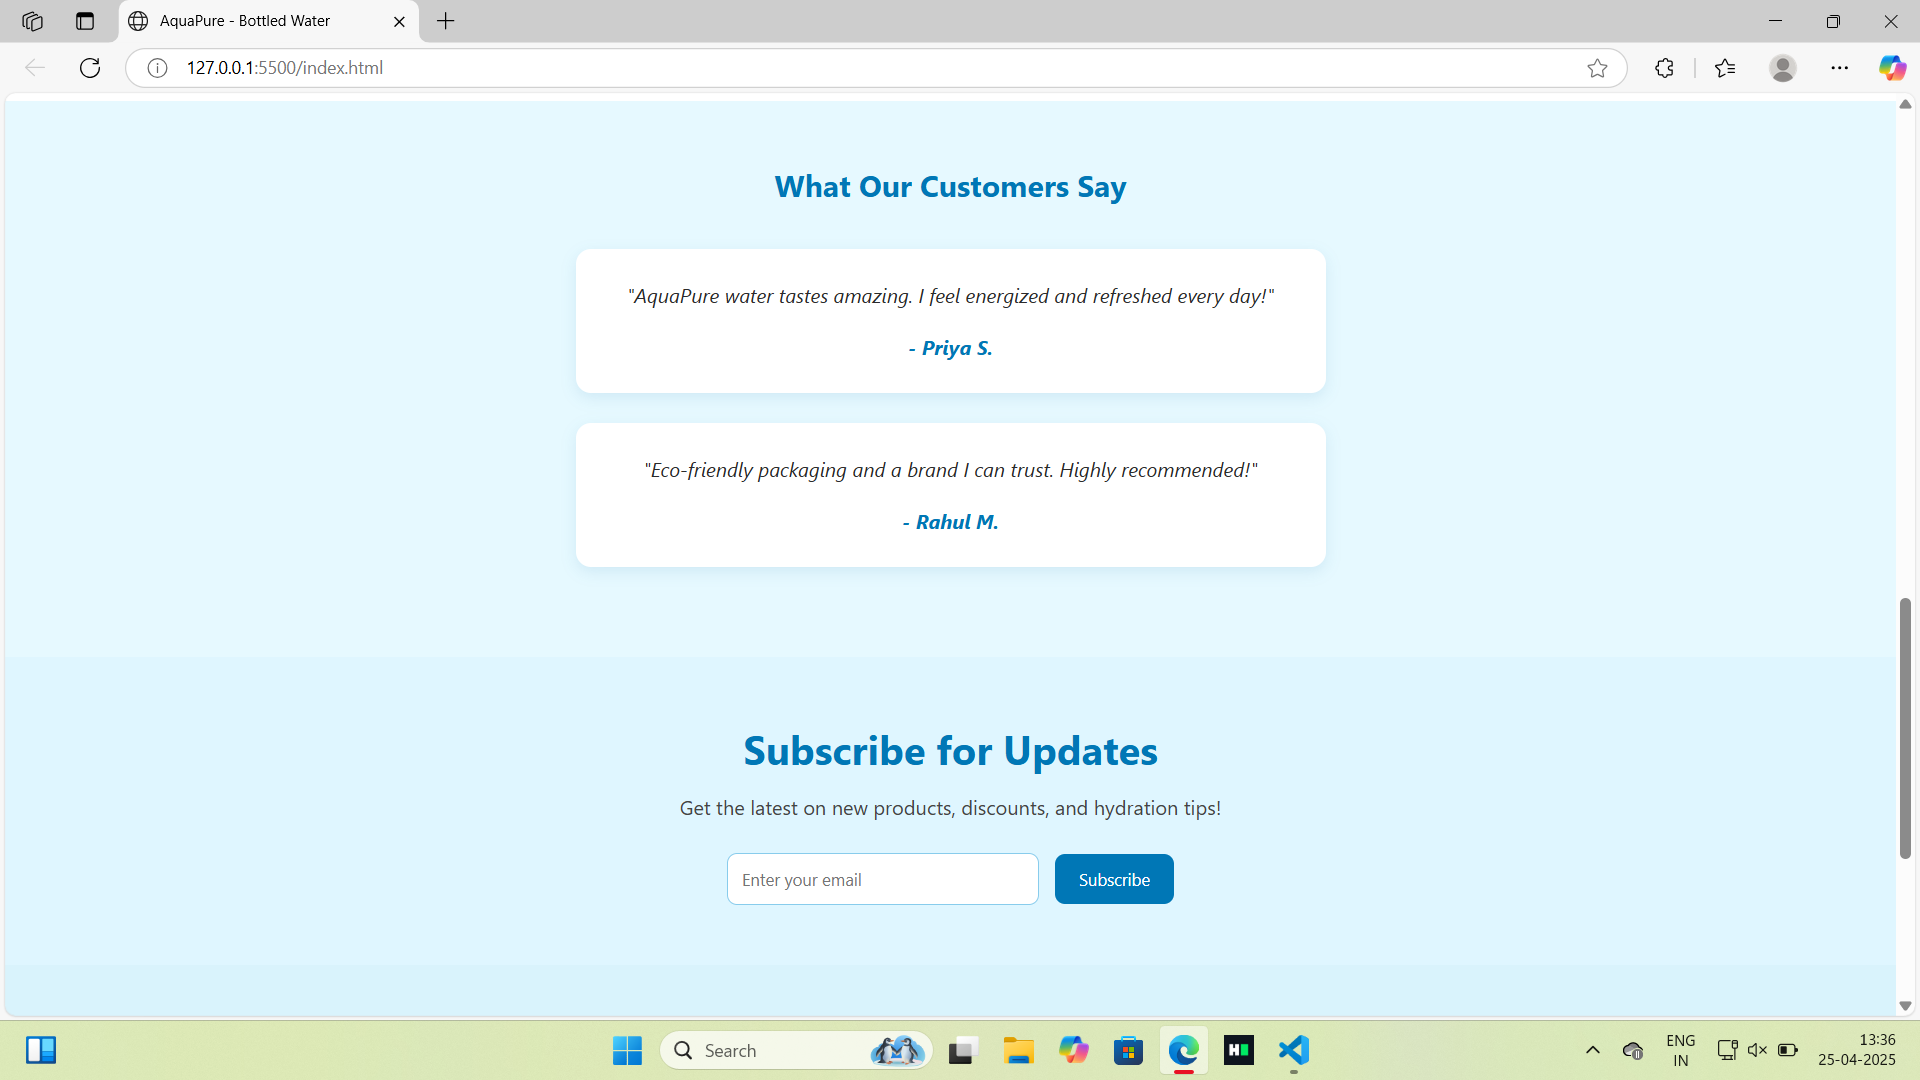 AquaPure - Bottled Water
127.0.0.1:5500/index.html
What Our Customers Say
"AquaPure water tastes amazing. I feel energized and refreshed every day!"
- Priya S.
"Eco-friendly packaging and a brand I can trust. Highly recommended!"
- Rahul M.
Subscribe for Updates
Get the latest on new products, discounts, and hydration tips!
Enter your email
Subscribe
Search
ENG
IN
13:36
25-04-2025